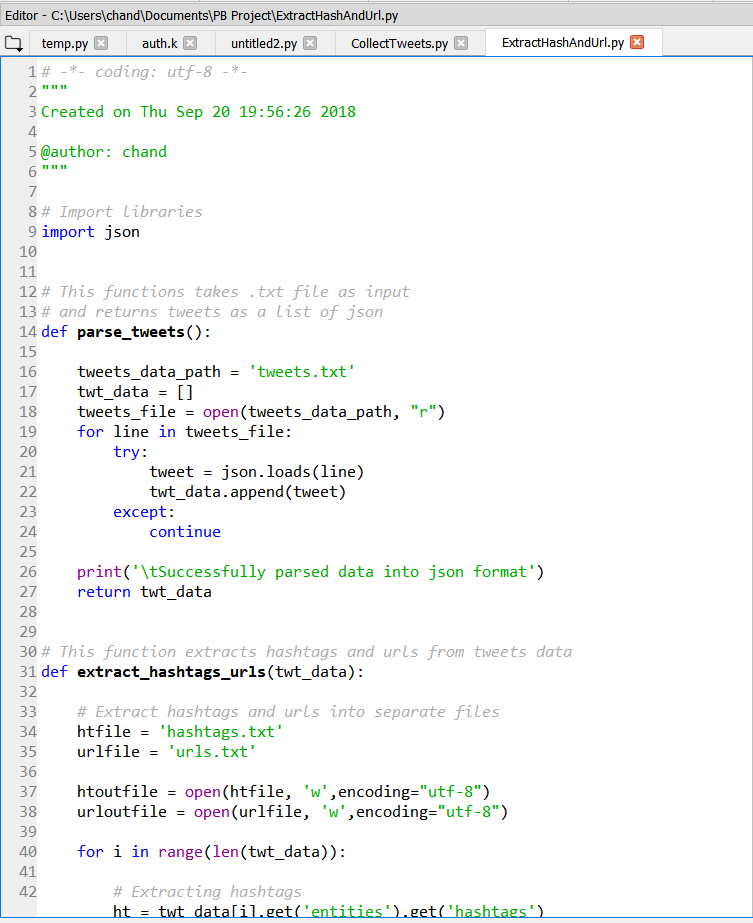 Editor - C:\Users\chand\Documents\PB Project\ExtractHashAndUrl.py
temp.py auth.k untitled2.py CollectTweets.py ExtractHashAndUrl.py
1 # -*- coding: utf-8 -*-
2 """
3 Created on Thu Sep 20 19:56:26 2018
4
5 @author: chand
6 """
7
8 # Import libraries
9 import json
10
11
12 # This functions takes .txt file as input
13 # and returns tweets as a list of json
14 def parse_tweets():
15
16     tweets_data_path = 'tweets.txt'
17     twt_data = []
18     tweets_file = open(tweets_data_path, "r")
19     for line in tweets_file:
20         try:
21             tweet = json.loads(line)
22             twt_data.append(tweet)
23         except:
24             continue
25
26     print('\tSuccessfully parsed data into json format')
27     return twt_data
28
29
30 # This function extracts hashtags and urls from tweets data
31 def extract_hashtags_urls(twt_data):
32
33     # Extract hashtags and urls into separate files
34     htfile = 'hashtags.txt'
35     urlfile = 'urls.txt'
36
37     htoutfile = open(htfile, 'w',encoding="utf-8")
38     urloutfile = open(urlfile, 'w',encoding="utf-8")
39
40     for i in range(len(twt_data)):
41
42         # Extracting hashtags
ht = twt_data[i].get('entities').get('hashtags')